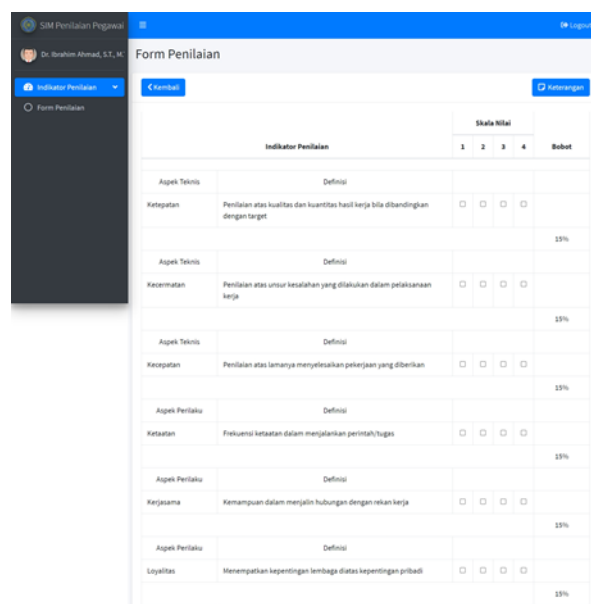 SIM Penilaian Pegawai
Logout
Dr. Ibrahim Ahmad, S.T., M.
Form Penilaian
Indikator Penilaian
Kembali
Keterangan
Form Penilaian
Skala Nilai
Indikator Penilaian 1 2 3 4 Bobot
Aspek Teknis Definisi
Ketepatan Penilaian atas kualitas dan kuantitas hasil kerja bila dibandingkan
dengan target
15%
Aspek Teknis Definisi
Kecermatan Penilaian atas unsur kesalahan yang dilakukan dalam pelaksanaan
kerja
15%
Aspek Teknis Definisi
Kecepatan Penilaian atas lamanya menyelesaikan pekerjaan yang diberikan
15%
Aspek Perilaku Definisi
Ketaatan Frekuensi ketaatan dalam menjalankan perintah/tugas
15%
Aspek Perilaku Definisi
Kerjasama Kemampuan dalam menjalin hubungan dengan rekan kerja
15%
Aspek Perilaku Definisi
Loyalitas Menempatkan kepentingan lembaga diatas kepentingan pribadi
15%